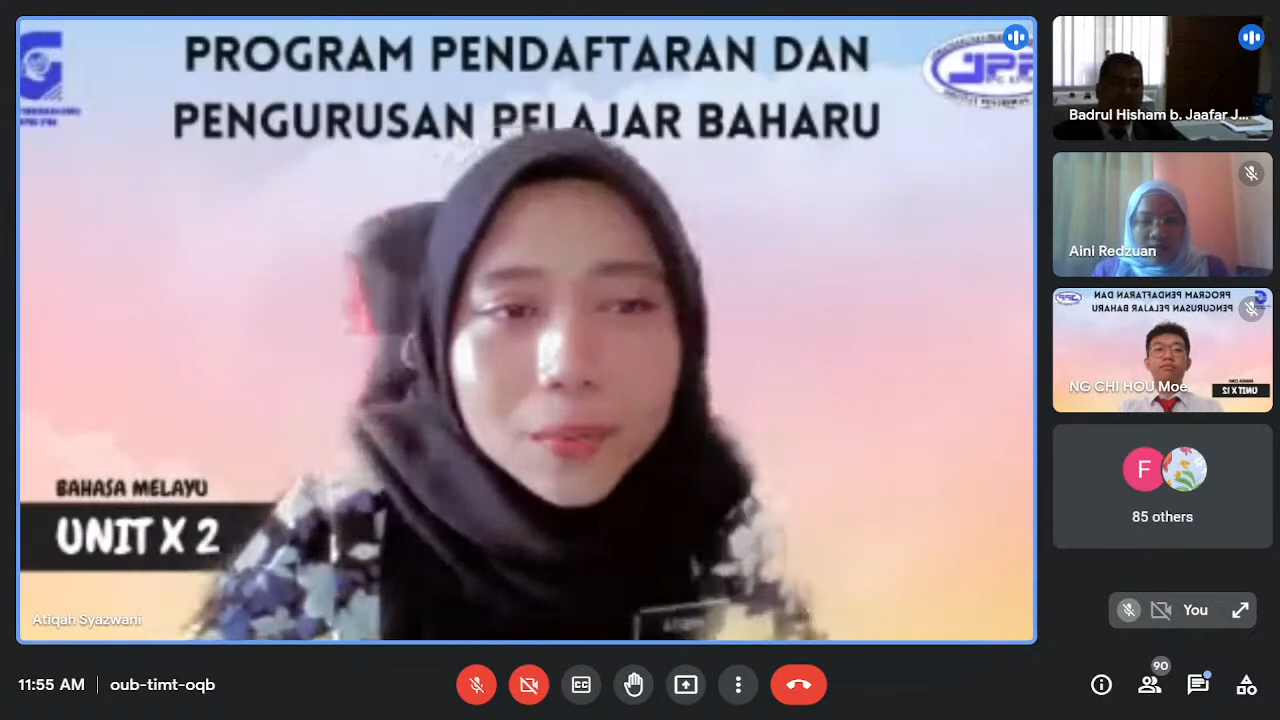 PROGRAM PENDAFTARAN DAN
PENGURUSAN PELAJAR BAHARU
BAHASA MELAYU
UNIT X 2
Atiqah Syazwani
Badrul Hisham b. Jaafar J...
Aini Redzuan
PROGRAM PENDAFTARAN DAN
PENGURUSAN PELAJAR BAHARU
NG CHI HOU Moe
UNIT X 12
F
85 others
You
11:55 AM
oub-timt-oqb
CC
90